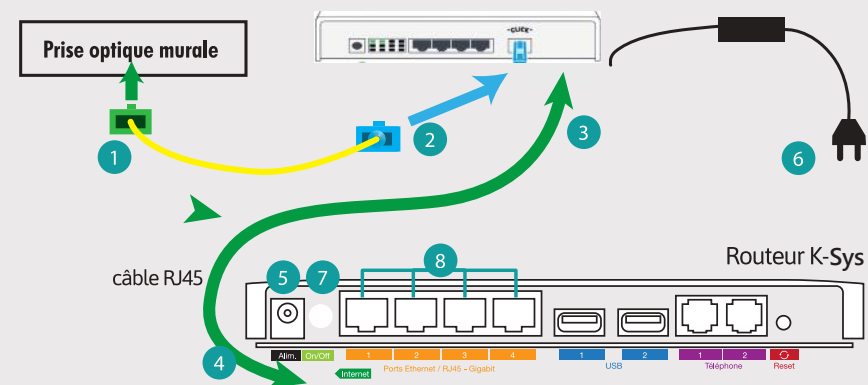 -CLICK-
Prise optique murale
1
2
3
6
câble RJ45
Routeur K-Sys
5
7
8
4
Alim. On/Off 1 2 3 4 1 2 1 2
Internet Ports Ethernet / RJ45 - Gigabit USB Téléphone Reset